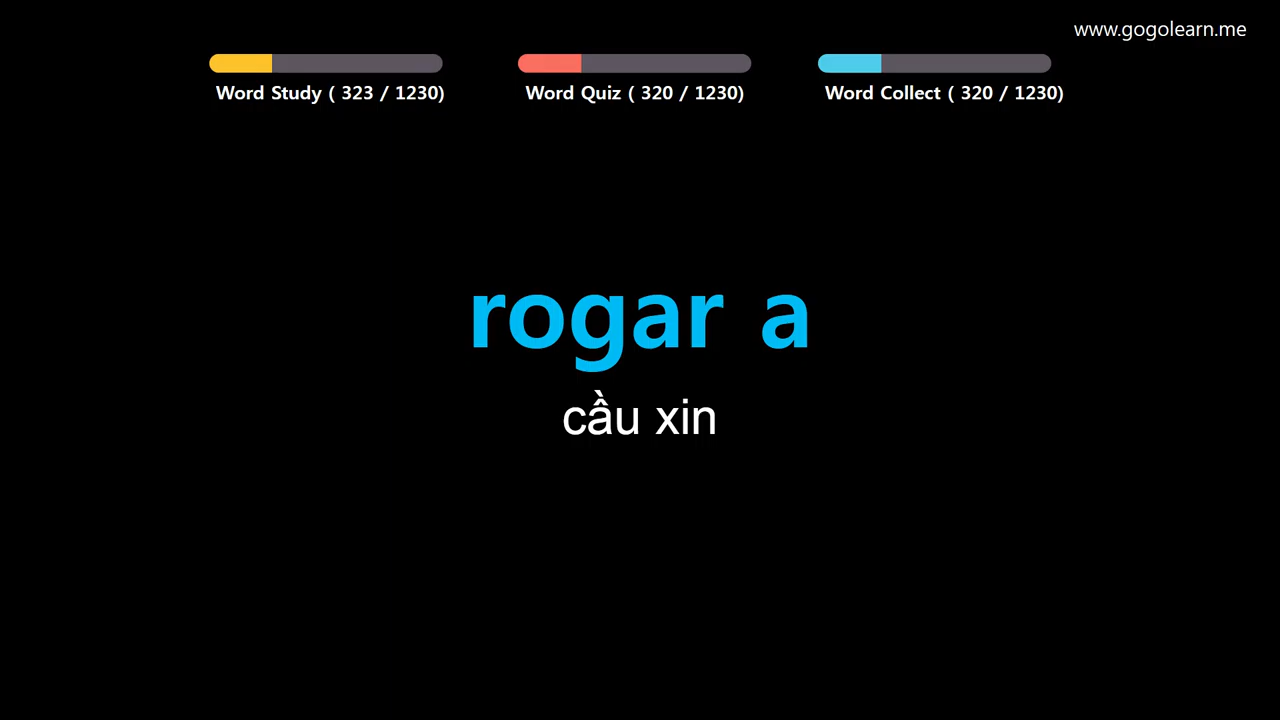 www.gogolearn.me
Word Study ( 323 / 1230)
Word Quiz ( 320 / 1230)
Word Collect ( 320 / 1230)
rogar a
cầu xin